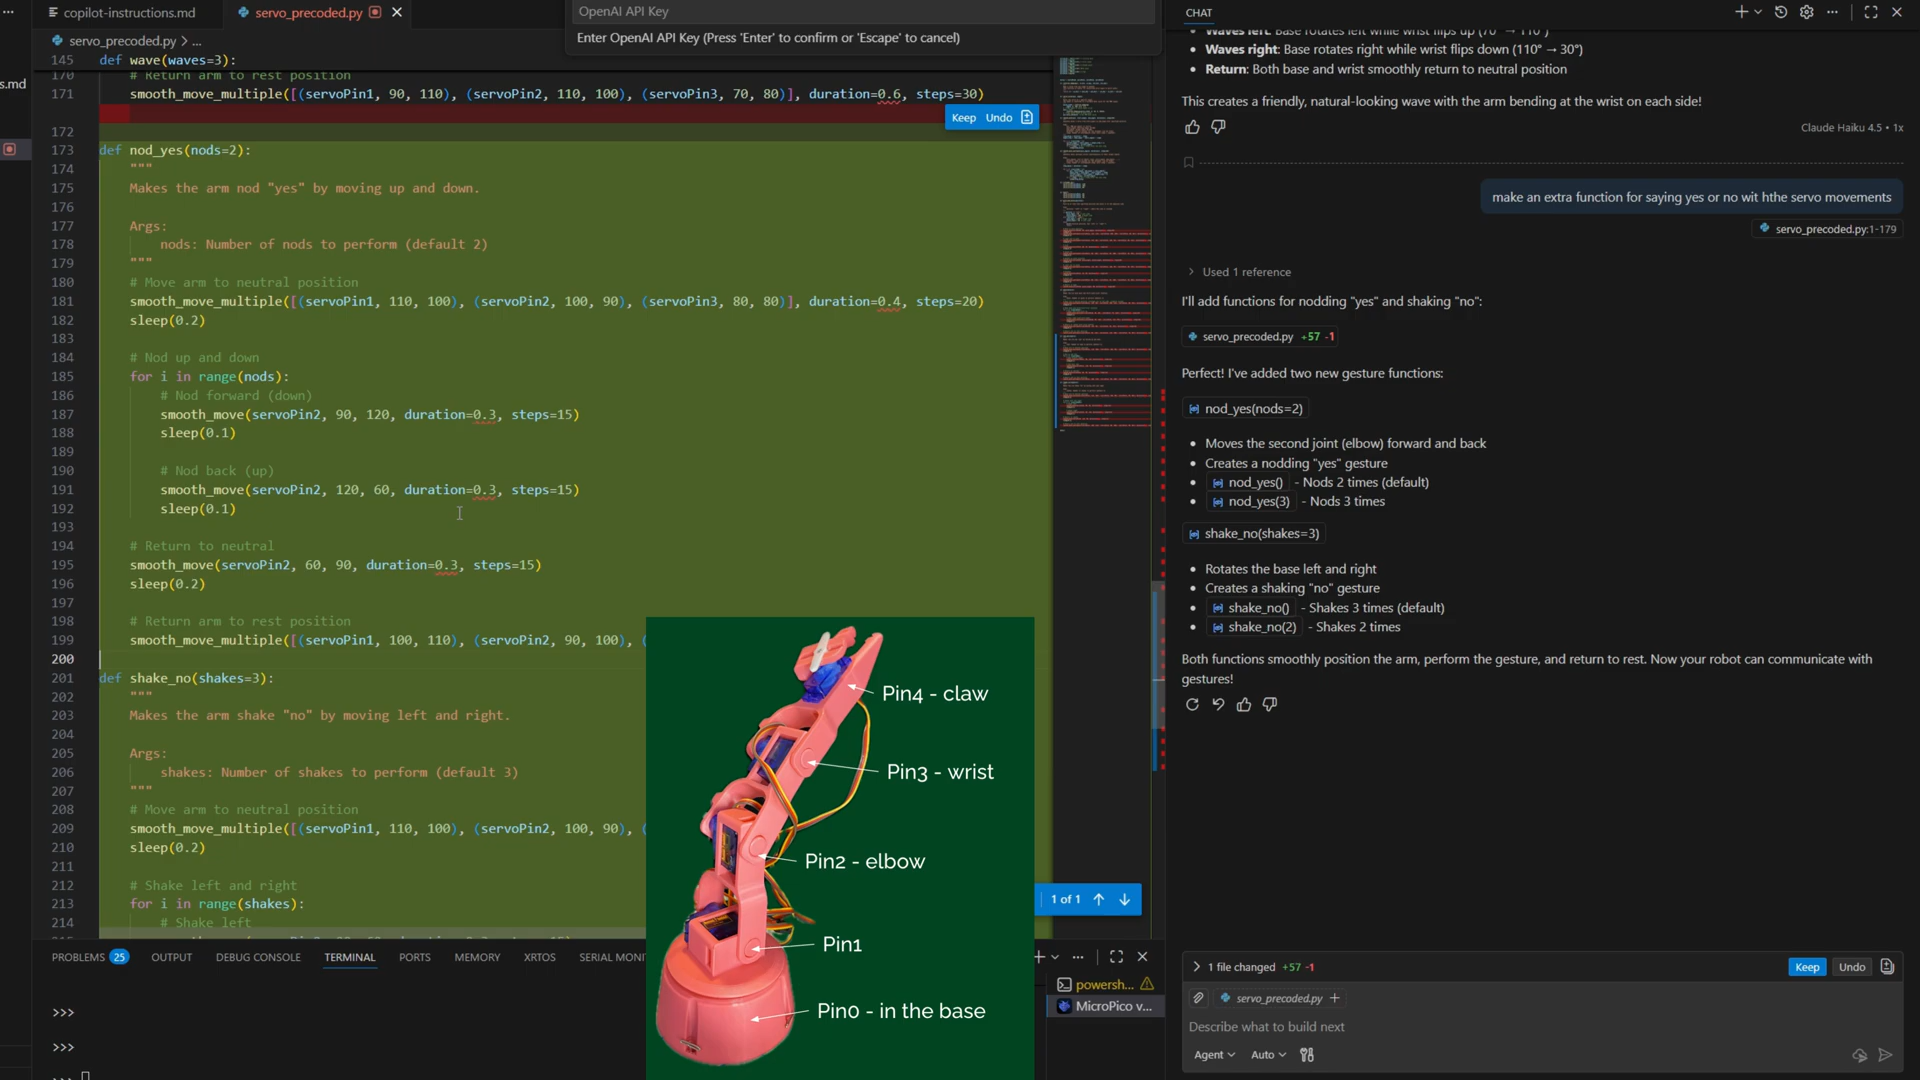 copilot-instructions.md
servo_precoded.py
servo_precoded.py > ...
s.md
OpenAI API Key
Enter OpenAI API Key (Press 'Enter' to confirm or 'Escape' to cancel)
145 def wave(waves=3):
170 # Return arm to rest position
171 smooth_move_multiple([(servoPin1, 90, 110), (servoPin2, 110, 100), (servoPin3, 70, 80)], duration=0.6, steps=30)
Keep Undo
172
173 def nod_yes(nods=2):
174 """
175 Makes the arm nod "yes" by moving up and down.
176
177 Args:
178 nods: Number of nods to perform (default 2)
179 """
180 # Move arm to neutral position
181 smooth_move_multiple([(servoPin1, 110, 100), (servoPin2, 100, 90), (servoPin3, 80, 80)], duration=0.4, steps=20)
182 sleep(0.2)
183
184 # Nod up and down
185 for i in range(nods):
186 # Nod forward (down)
187 smooth_move(servoPin2, 90, 120, duration=0.3, steps=15)
188 sleep(0.1)
189
190 # Nod back (up)
191 smooth_move(servoPin2, 120, 60, duration=0.3, steps=15)
192 sleep(0.1)
193
194 # Return to neutral
195 smooth_move(servoPin2, 60, 90, duration=0.3, steps=15)
196 sleep(0.2)
197
198 # Return arm to rest position
199 smooth_move_multiple([(servoPin1, 100, 110), (servoPin2, 90, 100), (
200
201 def shake_no(shakes=3):
202 """
203 Makes the arm shake "no" by moving left and right.
204
205 Args:
206 shakes: Number of shakes to perform (default 3)
207 """
208 # Move arm to neutral position
209 smooth_move_multiple([(servoPin1, 110, 100), (servoPin2, 100, 90), (
210 sleep(0.2)
211
212 # Shake left and right
213 for i in range(shakes):
214 # Shake left
Pin4 - claw
Pin3 - wrist
Pin2 - elbow
Pin1
Pin0 - in the base
1 of 1
PROBLEMS 25 OUTPUT DEBUG CONSOLE TERMINAL PORTS MEMORY XRTOS SERIAL MONI
>>>
>>>
powersh...
MicroPico v...
CHAT
Waves left: Base rotates left while wrist flips up (70° → 110°)
Waves right: Base rotates right while wrist flips down (110° → 30°)
Return: Both base and wrist smoothly return to neutral position
This creates a friendly, natural-looking wave with the arm bending at the wrist on each side!
Claude Haiku 4.5 • 1x
make an extra function for saying yes or no wit hthe servo movements
servo_precoded.py:1-179
Used 1 reference
I'll add functions for nodding "yes" and shaking "no":
servo_precoded.py +57 -1
Perfect! I've added two new gesture functions:
nod_yes(nods=2)
Moves the second joint (elbow) forward and back
Creates a nodding "yes" gesture
nod_yes() - Nods 2 times (default)
nod_yes(3) - Nods 3 times
shake_no(shakes=3)
Rotates the base left and right
Creates a shaking "no" gesture
shake_no() - Shakes 3 times (default)
shake_no(2) - Shakes 2 times
Both functions smoothly position the arm, perform the gesture, and return to rest. Now your robot can communicate with
gestures!
1 file changed +57 -1
Keep Undo
servo_precoded.py
Describe what to build next
Agent Auto